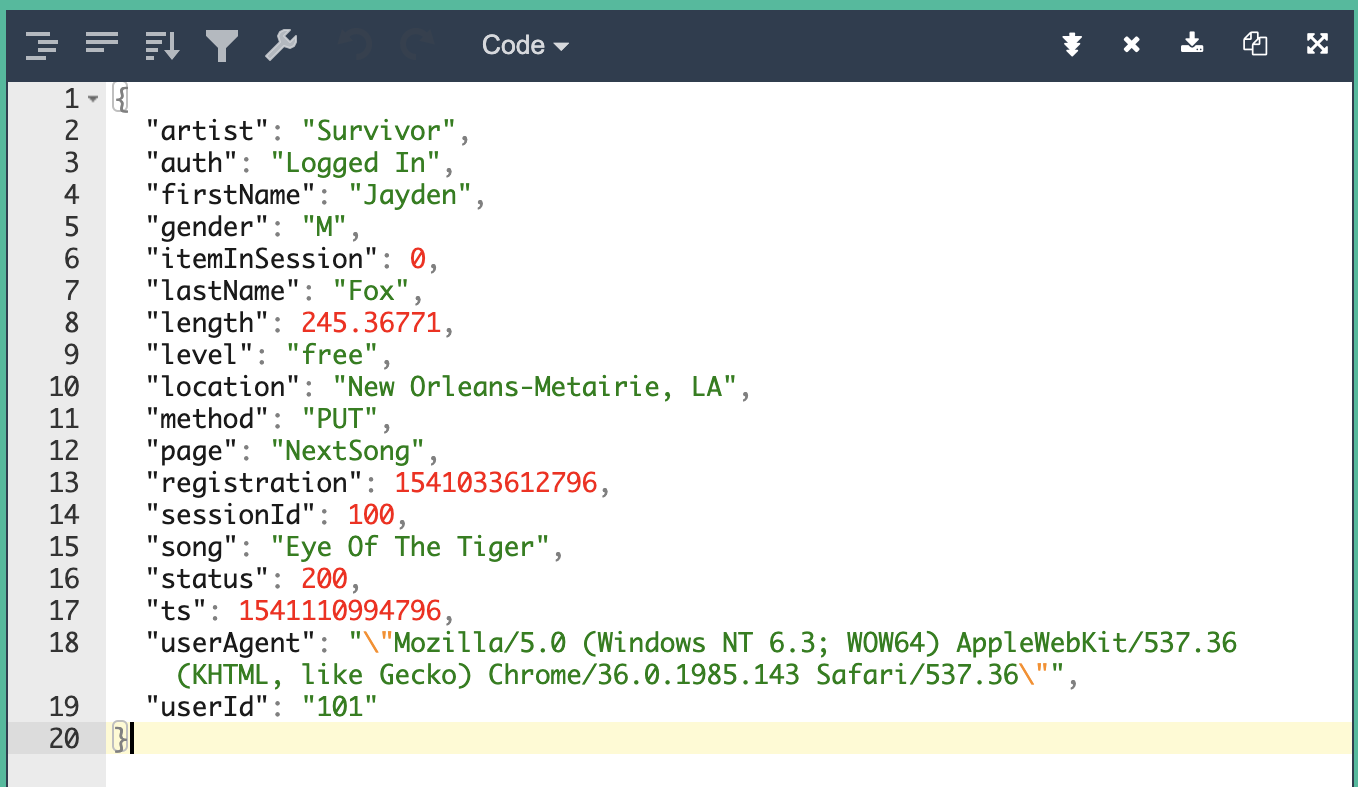 Code
1 {
2 "artist": "Survivor",
3 "auth": "Logged In",
4 "firstName": "Jayden",
5 "gender": "M",
6 "itemInSession": 0,
7 "lastName": "Fox",
8 "length": 245.36771,
9 "level": "free",
10 "location": "New Orleans-Metairie, LA",
11 "method": "PUT",
12 "page": "NextSong",
13 "registration": 1541033612796,
14 "sessionId": 100,
15 "song": "Eye Of The Tiger",
16 "status": 200,
17 "ts": 1541110994796,
18 "userAgent": "\"Mozilla/5.0 (Windows NT 6.3; WOW64) AppleWebKit/537.36
(KHTML, like Gecko) Chrome/36.0.1985.143 Safari/537.36\"",
19 "userId": "101"
20 }